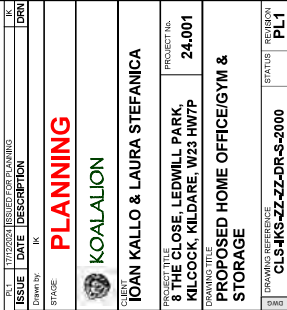 PL1 17/12/2024 ISSUED FOR PLANNING IK
ISSUE DATE DESCRIPTION DRN
Drawn by: IK
STAGE:
PLANNING
KOALALION
CLIENT
IOAN KALLO & LAURA STEFANICA
PROJECT TITLE
8 THE CLOSE, LEDWILL PARK,
KILCOCK, KILDARE, W23 HW7P
PROJECT No.
24.001
DRAWING TITLE
PROPOSED HOME OFFICE/GYM &
STORAGE
DRAWING REFERENCE
CLS-IKS-ZZ-ZZ-DR-S-2000
STATUS
REVISION
PL1
DWG